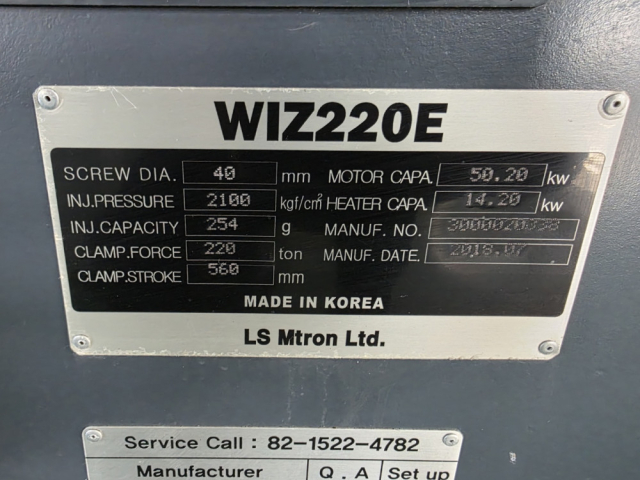 WIZ220E
SCREW DIA. 40 mm MOTOR CAPA. 50.20 kw
INJ.PRESSURE 2100 kgf/cm² HEATER CAPA. 14.20 kw
INJ.CAPACITY 254 g MANUF. NO.
CLAMP.FORCE 220 ton MANUF. DATE. 2018.07
CLAMP.STROKE 560 mm
MADE IN KOREA
LS Mtron Ltd.
Service Call : 82-1522-4782
Manufacturer Q . A Set up